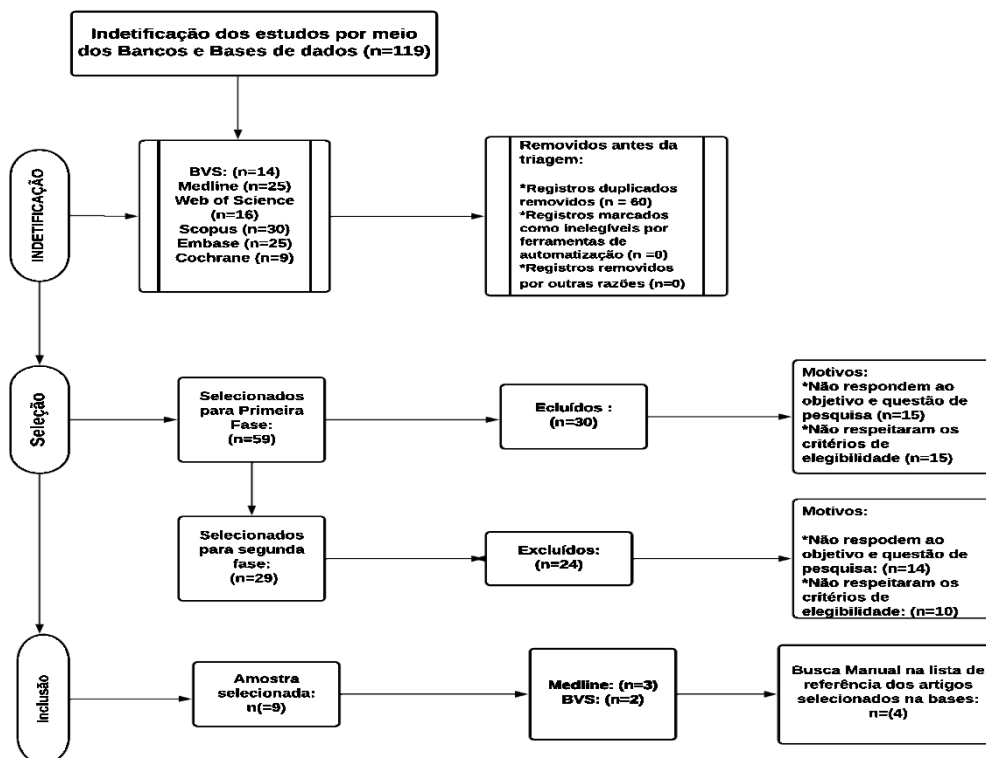 Indetificação dos estudos por meio
dos Bancos e Bases de dados (n=119)
INDETIFICAÇÃO
BVS: (n=14)
Medline (n=25)
Web of Science
(n=16)
Scopus (n=30)
Embase (n=25)
Cochrane (n=9)
Removidos antes da
triagem:
*Registros duplicados
removidos (n = 60)
*Registros marcados
como inelegíveis por
ferramentas de
automatização (n =0)
*Registros removidos
por outras razões (n=0)
Seleção
Selecionados
para Primeira
Fase:
(n=59)
Ecluídos :
(n=30)
Motivos:
*Não respondem ao
objetivo e questão de
pesquisa (n=15)
*Não respeitaram os
critérios de
elegibilidade (n=15)
Selecionados
para segunda
fase:
(n=29)
Excluídos:
(n=24)
Motivos:
*Não respodem ao
objetivo e questão de
pesquisa: (n=14)
*Não respeitaram os
critérios de
elegibilidade: (n=10)
Inclusão
Amostra
selecionada:
n(=9)
Medline: (n=3)
BVS: (n=2)
Busca Manual na lista de
referência dos artigos
selecionados na bases:
n=(4)